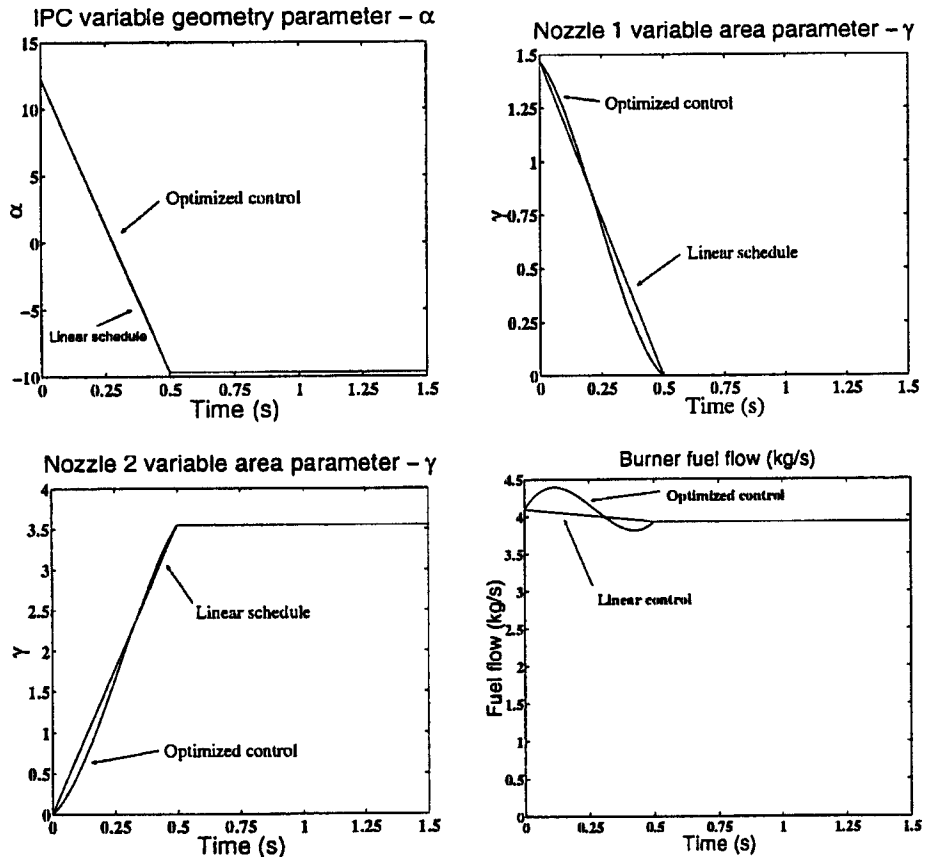 IPC variable geometry parameter – α
15
10
5
0
−5
−10
α
Optimized control
Linear schedule
0 0.25 0.5 0.75 1 1.25 1.5
Time (s)
Nozzle 1 variable area parameter – γ
1.5
1.25
1
0.75
0.5
0.25
0
γ
Optimized control
Linear schedule
0 0.25 0.5 0.75 1 1.25 1.5
Time (s)
Nozzle 2 variable area parameter – γ
4
3.5
3
2.5
2
1.5
1
0.5
0
γ
Linear schedule
Optimized control
0 0.25 0.5 0.75 1 1.25 1.5
Time (s)
Burner fuel flow (kg/s)
4.5
4
3.5
3
2.5
2
1.5
1
0.5
0
Fuel flow (kg/s)
Optimized control
Linear control
0 0.25 0.5 0.75 1 1.25 1.5
Time (s)